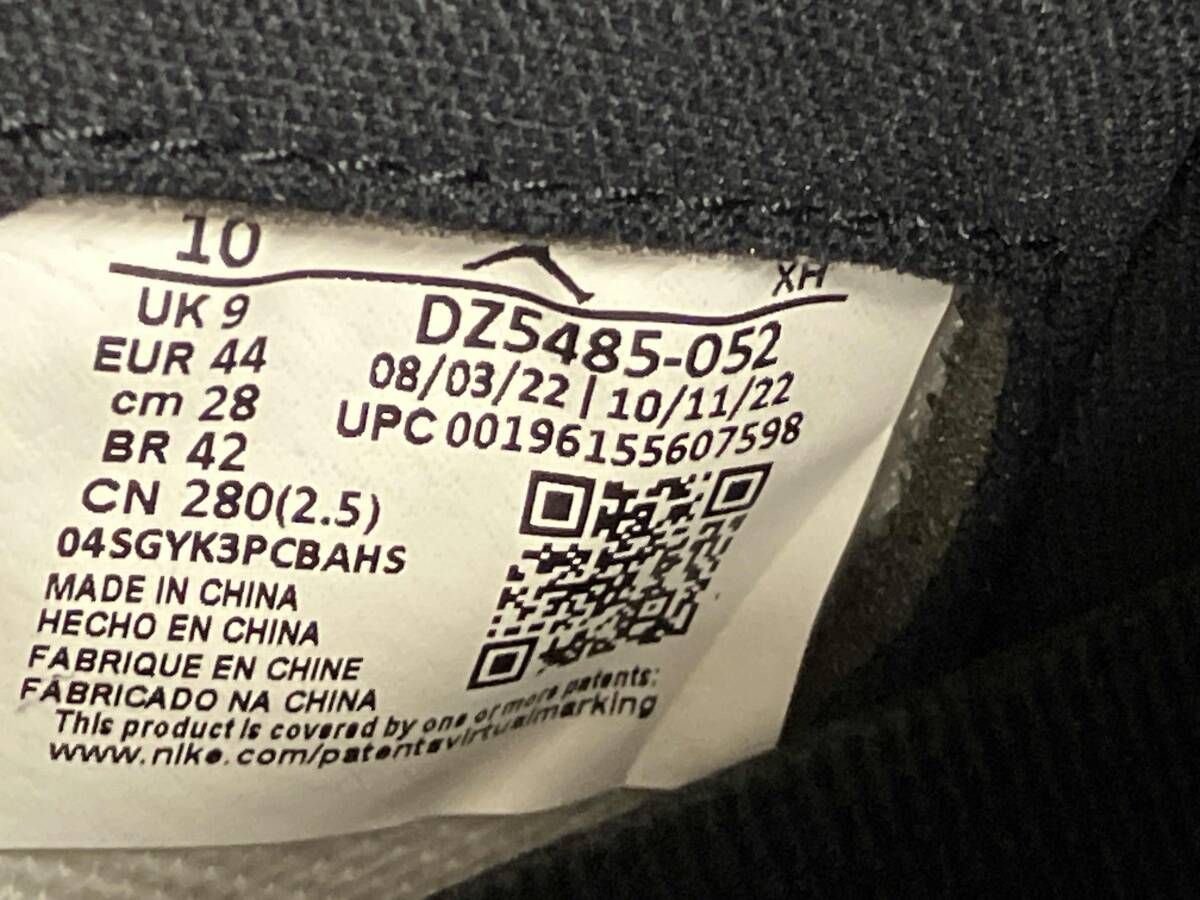 10
XH
UK 9
EUR 44
cm 28
BR 42
CN 280(2.5)
04SGYK3PCBAHS
DZ5485-052
08/03/22 | 10/11/22
UPC 00196155607598
MADE IN CHINA
HECHO EN CHINA
FABRIQUE EN CHINE
FABRICADO NA CHINA
This product is covered by one or more patents:
www.nike.com/patentsvirtualmarking